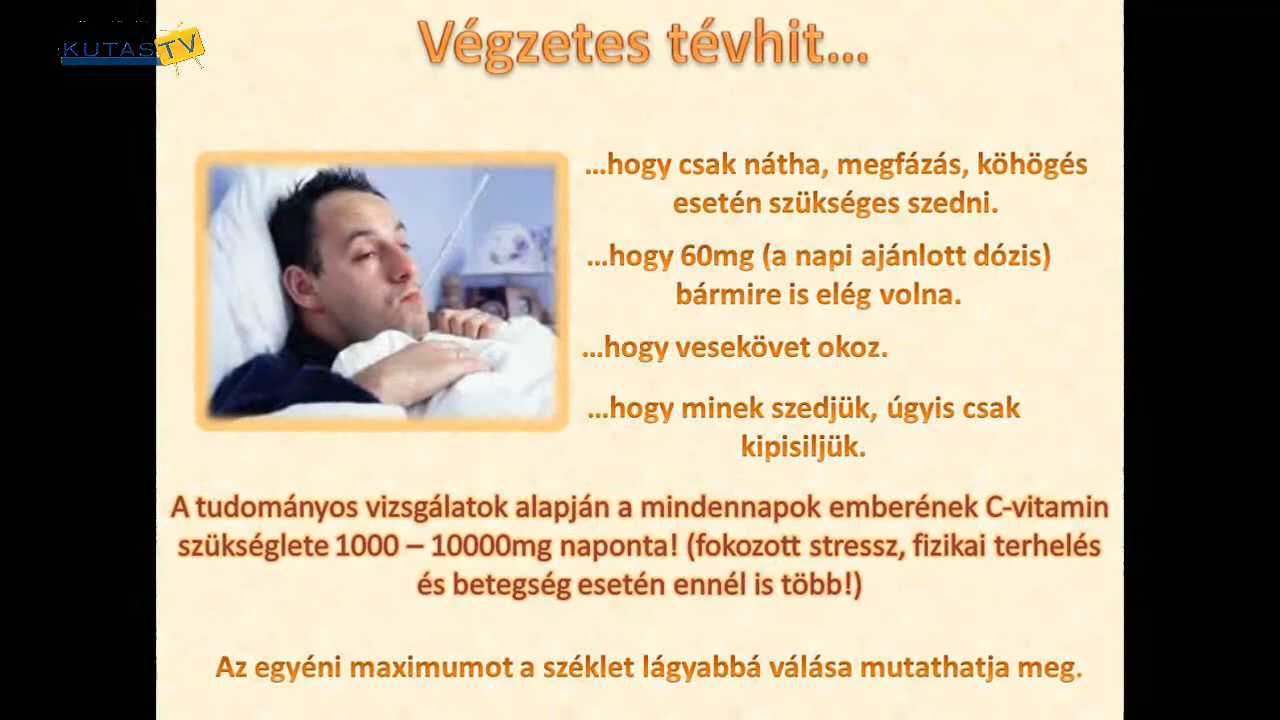 KUTAS TV
Végzetes tévhit...
...hogy csak nátha, megfázás, köhögés
esetén szükséges szedni.
...hogy 60mg (a napi ajánlott dózis)
bármire is elég volna.
...hogy vesekövet okoz.
...hogy minek szedjük, úgyis csak
kipisiljük.
A tudományos vizsgálatok alapján a mindennapok emberének C-vitamin
szükséglete 1000 – 10000mg naponta! (fokozott stressz, fizikai terhelés
és betegség esetén ennél is több!)
Az egyéni maximumot a széklet lágyabbá válása mutathatja meg.